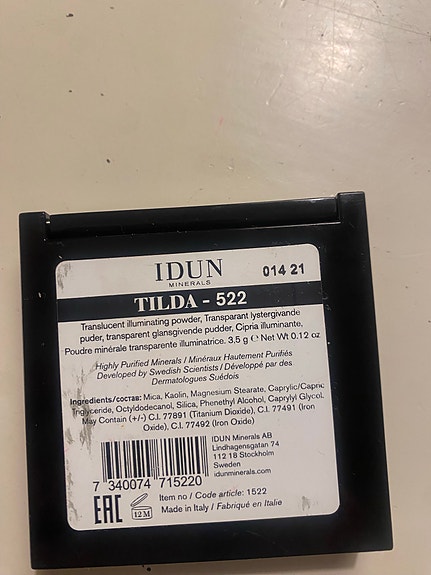 IDUN
MINERALS
014 21
TILDA - 522
Translucent illuminating powder, Transparant lystergivande
puder, transparent glansgivende pudder, Cipria illuminante,
Poudre minérale transparente illuminatrice. 3,5 g ℮ Net Wt 0.12 oz
Highly Purified Minerals / Minéraux Hautement Purifiés
Developed by Swedish Scientists / Développé par des
Dermatologues Suédois
Ingredients/состав: Mica, Kaolin, Magnesium Stearate, Caprylic/Capric
Triglyceride, Octyldodecanol, Silica, Phenethyl Alcohol, Caprylyl Glycol.
May Contain (+/-) C.I. 77891 (Titanium Dioxide), C.I. 77491 (Iron
Oxide), C.I. 77492 (Iron Oxide)
IDUN Minerals AB
Lindhagensgatan 74
112 18 Stockholm
Sweden
idunminerals.com
7 340074 715220
Item no / Code article: 1522
Made in Italy / Fabriqué en Italie
EAC
12M